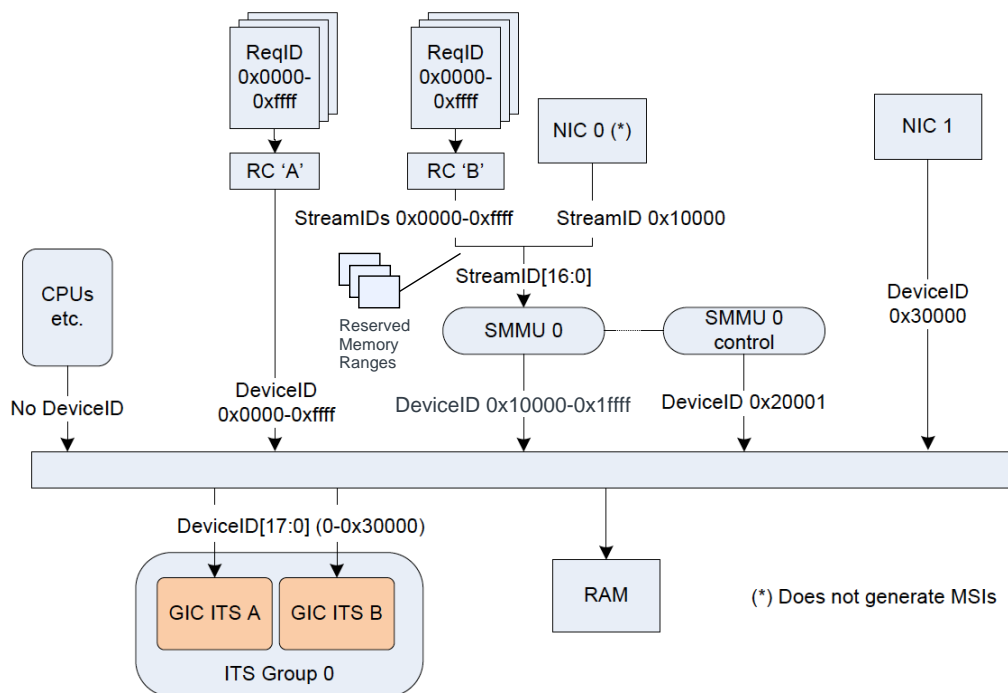 ReqID
0x0000-
0xffff
ReqID
0x0000-
0xffff
NIC 0 (*)
NIC 1
RC ‘A’
RC ‘B’
StreamIDs 0x0000-0xffff
StreamID 0x10000
StreamID[16:0]
CPUs
etc.
Reserved
Memory
Ranges
SMMU 0
SMMU 0
control
DeviceID
0x30000
No DeviceID
DeviceID
0x0000-0xffff
DeviceID 0x10000-0x1ffff
DeviceID 0x20001
DeviceID[17:0] (0-0x30000)
GIC ITS A
GIC ITS B
ITS Group 0
RAM
(*) Does not generate MSIs